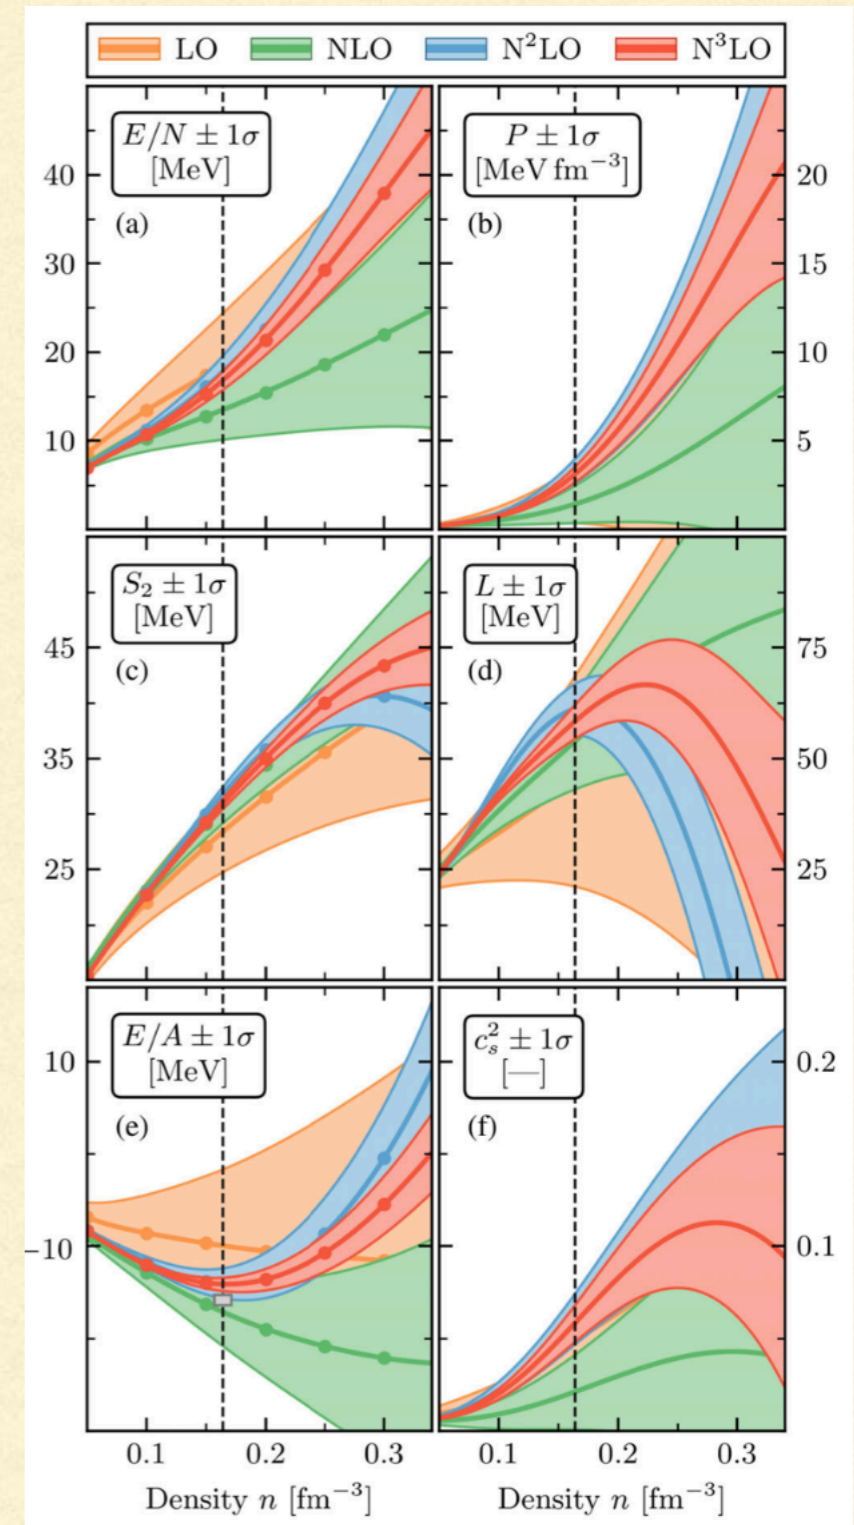 LO NLO N²LO N³LO
E/N ± 1σ
[MeV]
(a)
40
30
20
10
P ± 1σ
[MeV fm⁻³]
(b)
20
15
10
5
S₂ ± 1σ
[MeV]
(c)
45
35
25
L ± 1σ
[MeV]
(d)
75
50
25
E/A ± 1σ
[MeV]
(e)
10
−10
c²ₛ ± 1σ
[—]
(f)
0.2
0.1
0.1 0.2 0.3
0.1 0.2 0.3
Density n [fm⁻³]
Density n [fm⁻³]